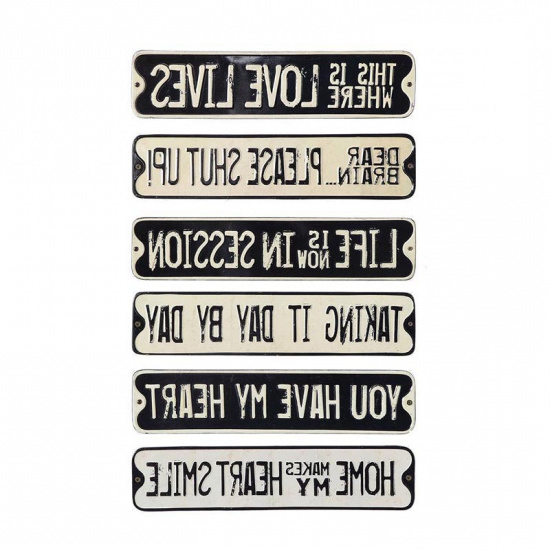 THIS IS WHERE LOVE LIVES
DEAR BRAIN... PLEASE SHUT UP!
LIFE IS NOW IN SESSION
TAKING IT DAY BY DAY
YOU HAVE MY HEART
HOME MAKES MY HEART SMILE